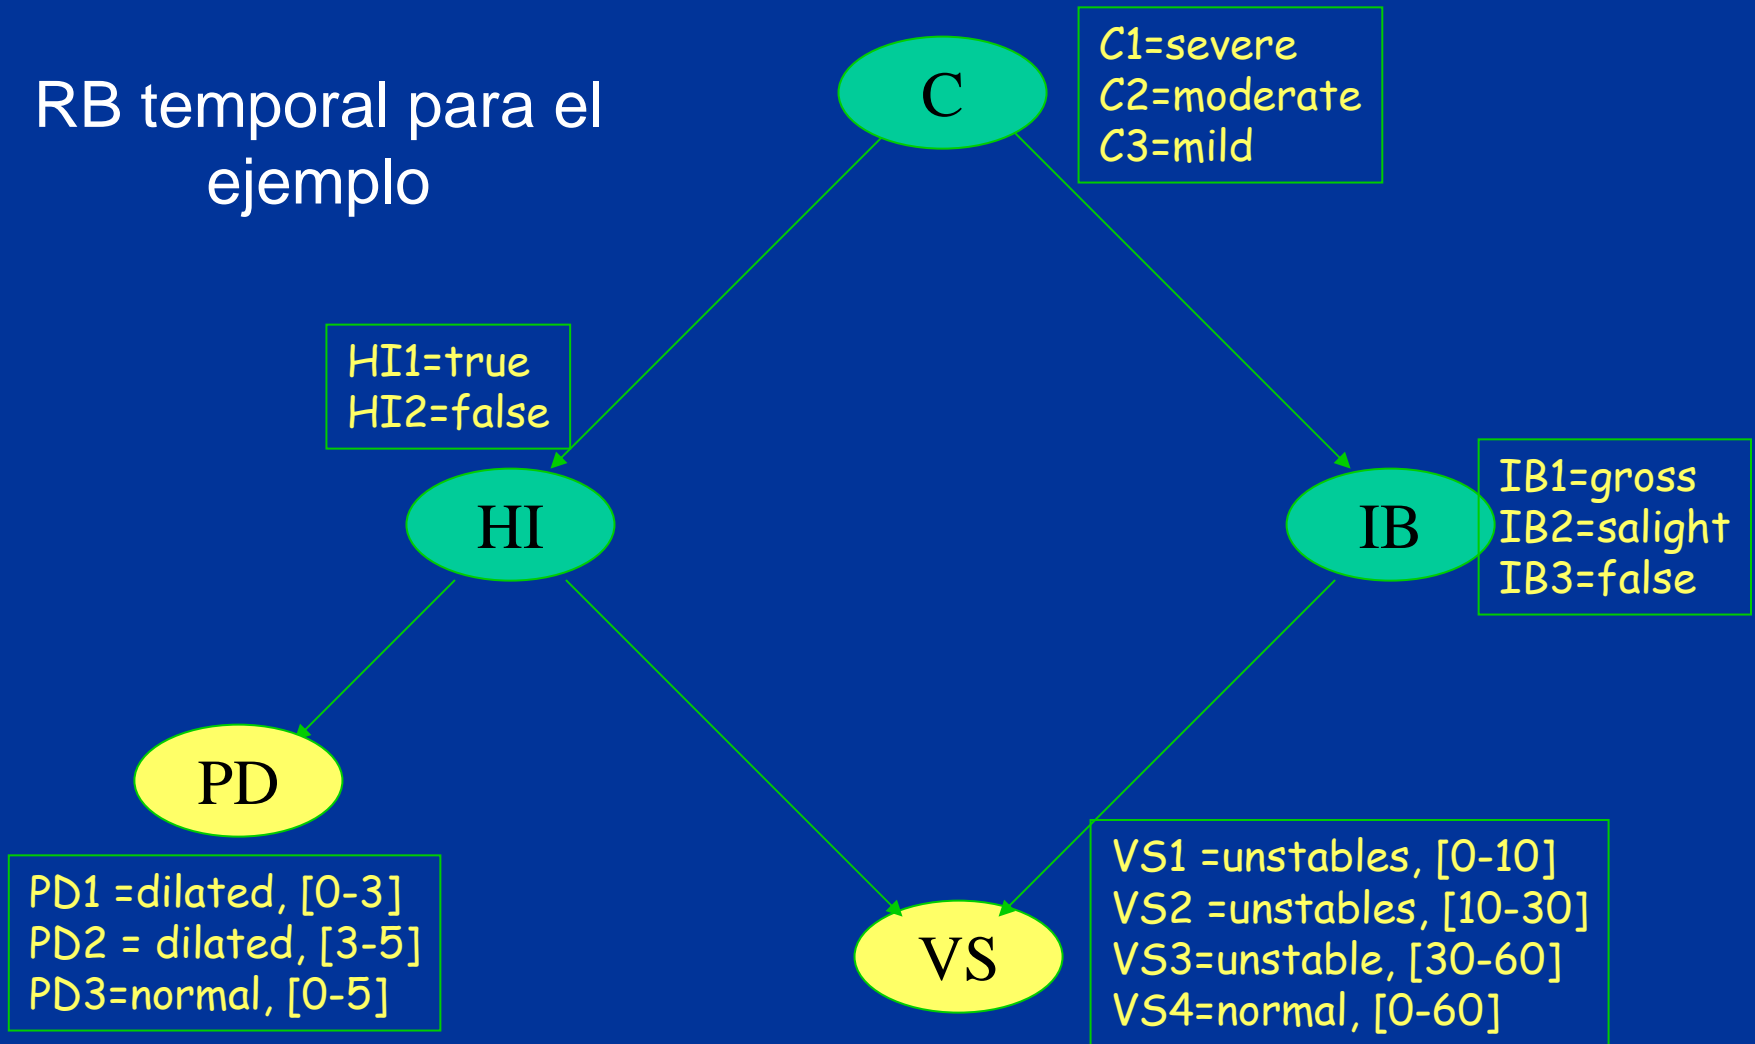 RB temporal para el
ejemplo
C
C1=severe
C2=moderate
C3=mild
HI1=true
HI2=false
HI
IB
IB1=gross
IB2=salight
IB3=false
PD
PD1 =dilated, [0-3]
PD2 = dilated, [3-5]
PD3=normal, [0-5]
VS
VS1 =unstables, [0-10]
VS2 =unstables, [10-30]
VS3=unstable, [30-60]
VS4=normal, [0-60]